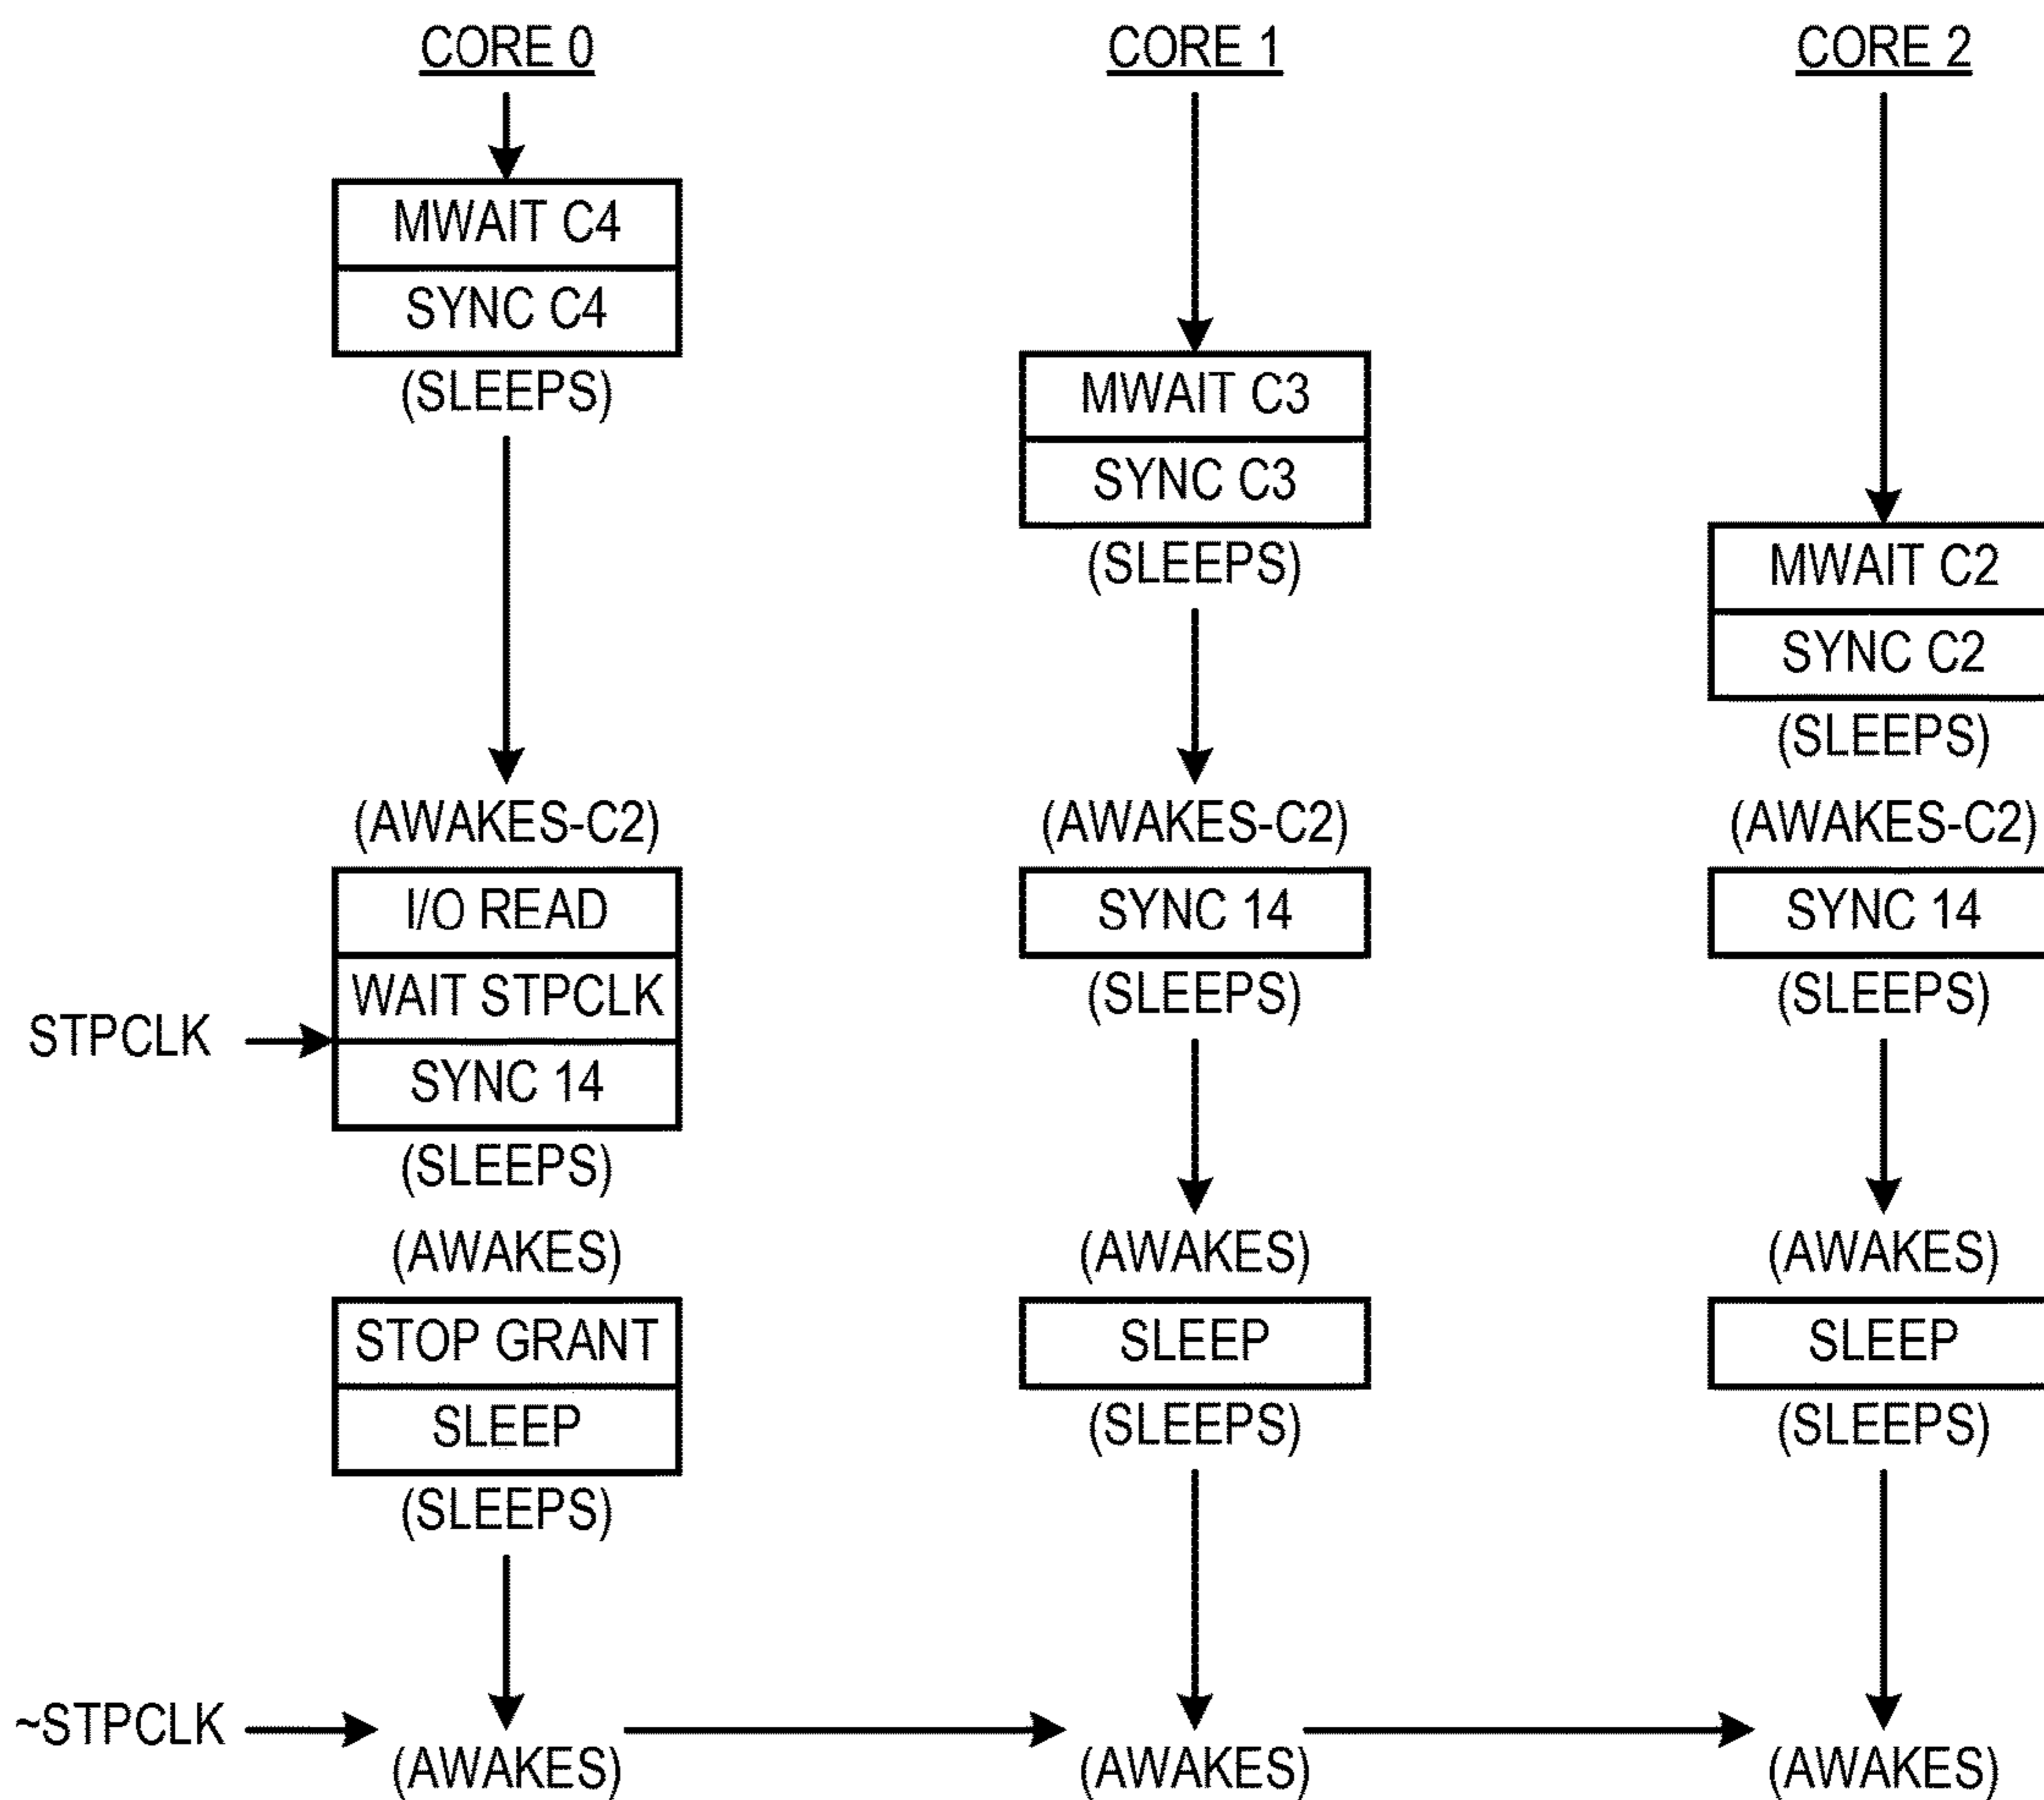 CORE 0
CORE 1
CORE 2
MWAIT C4
SYNC C4
(SLEEPS)
MWAIT C3
SYNC C3
(SLEEPS)
MWAIT C2
SYNC C2
(SLEEPS)
(AWAKES-C2)
(AWAKES-C2)
(AWAKES-C2)
I/O READ
SYNC 14
SYNC 14
WAIT STPCLK
(SLEEPS)
(SLEEPS)
STPCLK
SYNC 14
(SLEEPS)
(AWAKES)
(AWAKES)
(AWAKES)
STOP GRANT
SLEEP
SLEEP
SLEEP
(SLEEPS)
(SLEEPS)
(SLEEPS)
~STPCLK
(AWAKES)
(AWAKES)
(AWAKES)